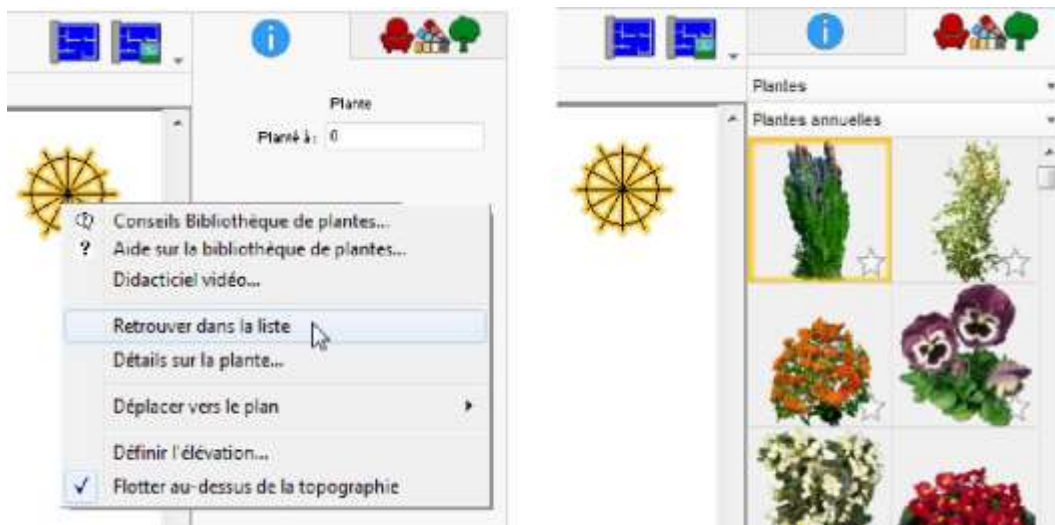 Plante
Planté à : 0
Conseils Bibliothèque de plantes...
? Aide sur la bibliothèque de plantes...
Didacticiel vidéo...
Retrouver dans la liste
Détails sur la plante...
Déplacer vers le plan
Définir l'élévation...
✓ Flotter au-dessus de la topographie
Plantes
Plantes annuelles